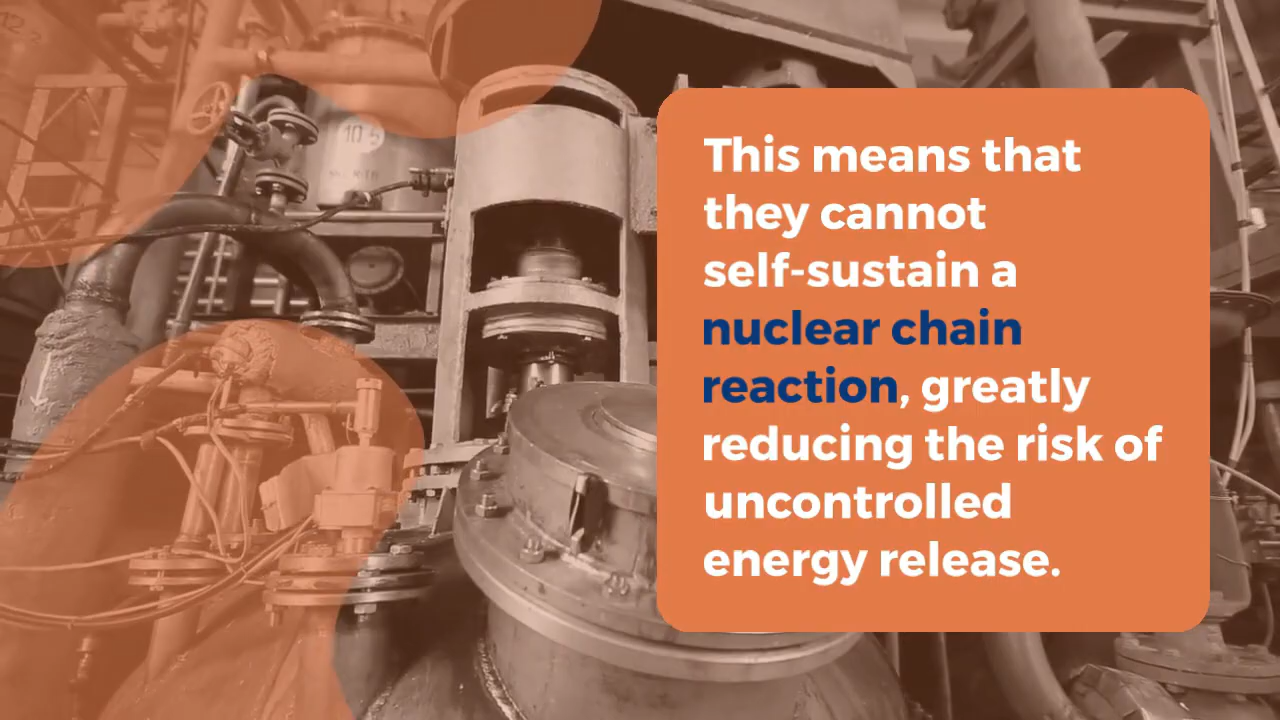 This means that
they cannot
self-sustain a
nuclear chain
reaction, greatly
reducing the risk of
uncontrolled
energy release.